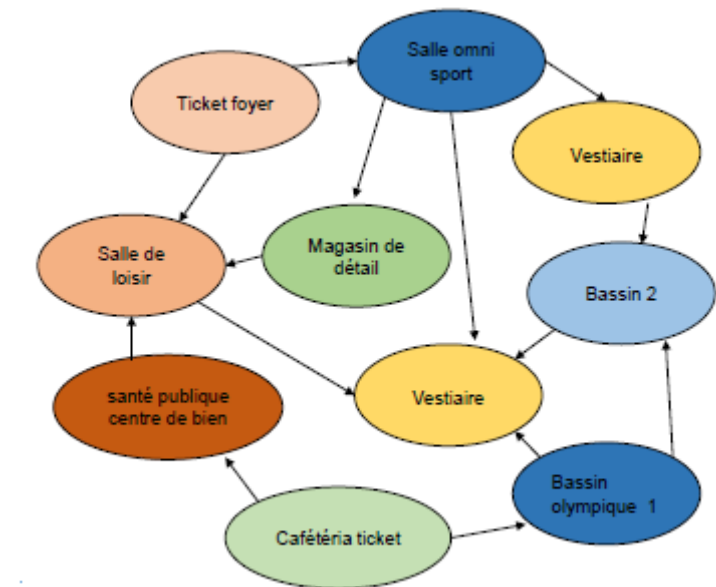 Salle omni
sport
Ticket foyer
Vestiaire
Salle de
loisir
Magasin de
détail
Bassin 2
santé publique
centre de bien
Vestiaire
Bassin
olympique 1
Cafétéria ticket